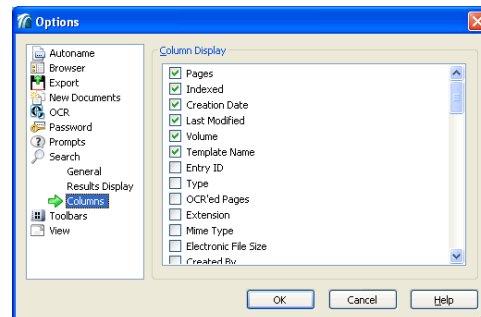 Options
Autoname
Browser
Export
New Documents
OCR
Password
Prompts
Search
General
Results Display
Columns
Toolbars
View
Column Display
Pages
Indexed
Creation Date
Last Modified
Volume
Template Name
Entry ID
Type
OCR'ed Pages
Extension
Mime Type
Electronic File Size
Created By
OK
Cancel
Help